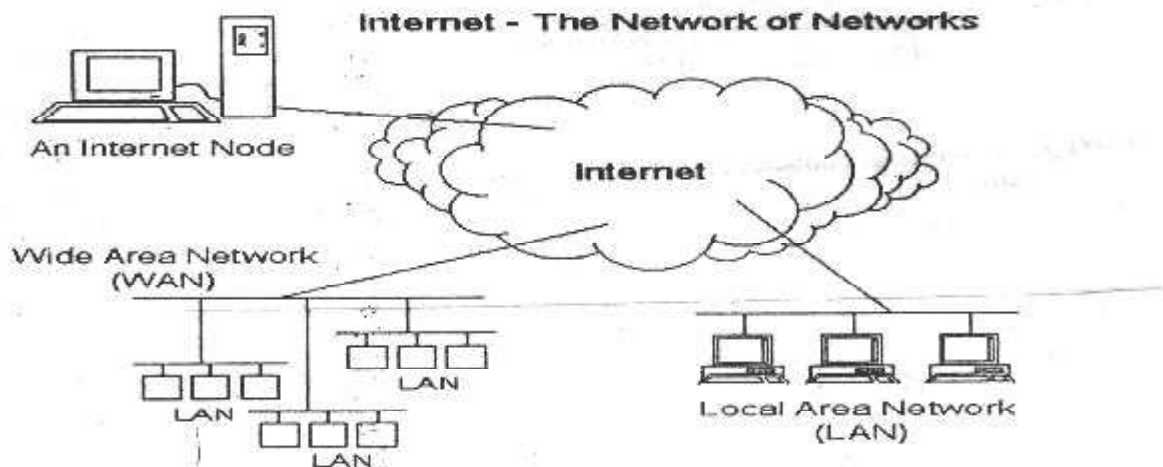 Internet - The Network of Networks
An Internet Node
Internet
Wide Area Network
(WAN)
LAN
LAN
LAN
Local Area Network
(LAN)